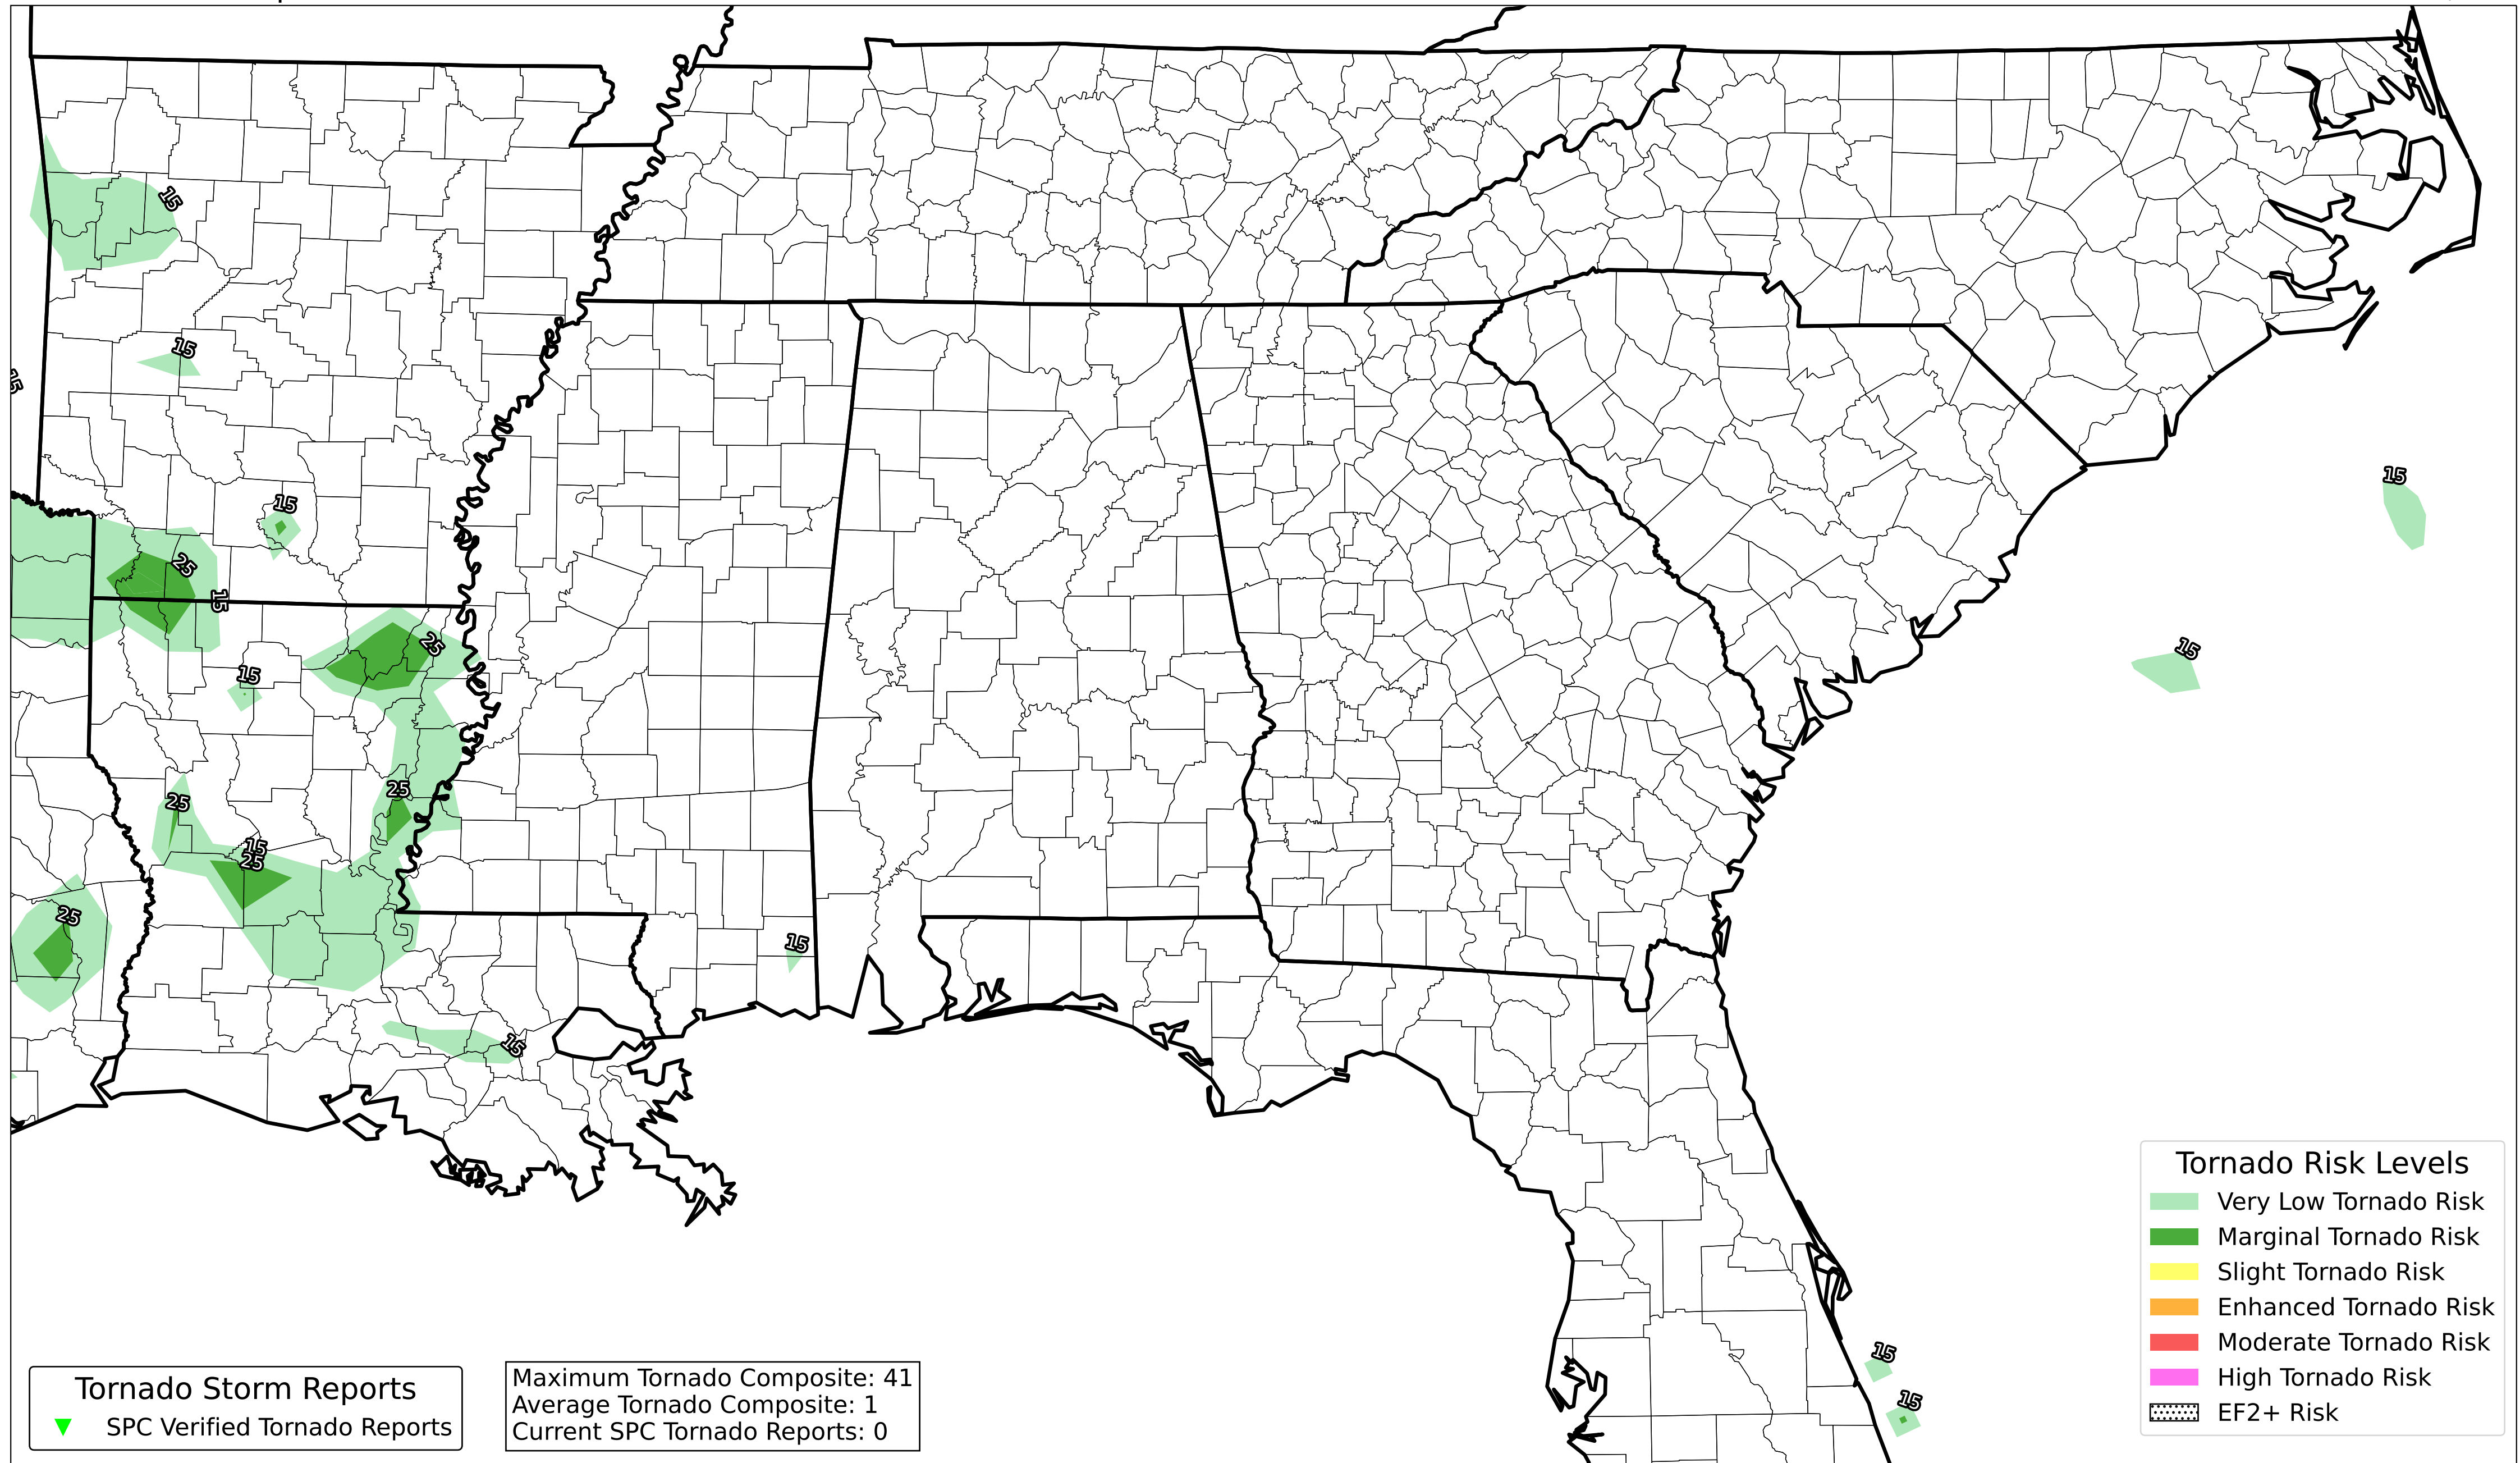 15
15
15
15
15
25
15
15
25
15
15
25
25
15
25
25
15
15
15
15
Tornado Risk Levels
Very Low Tornado Risk
Marginal Tornado Risk
Slight Tornado Risk
Enhanced Tornado Risk
Moderate Tornado Risk
High Tornado Risk
EF2+ Risk
Tornado Storm Reports
SPC Verified Tornado Reports
Maximum Tornado Composite: 41
Average Tornado Composite: 1
Current SPC Tornado Reports: 0